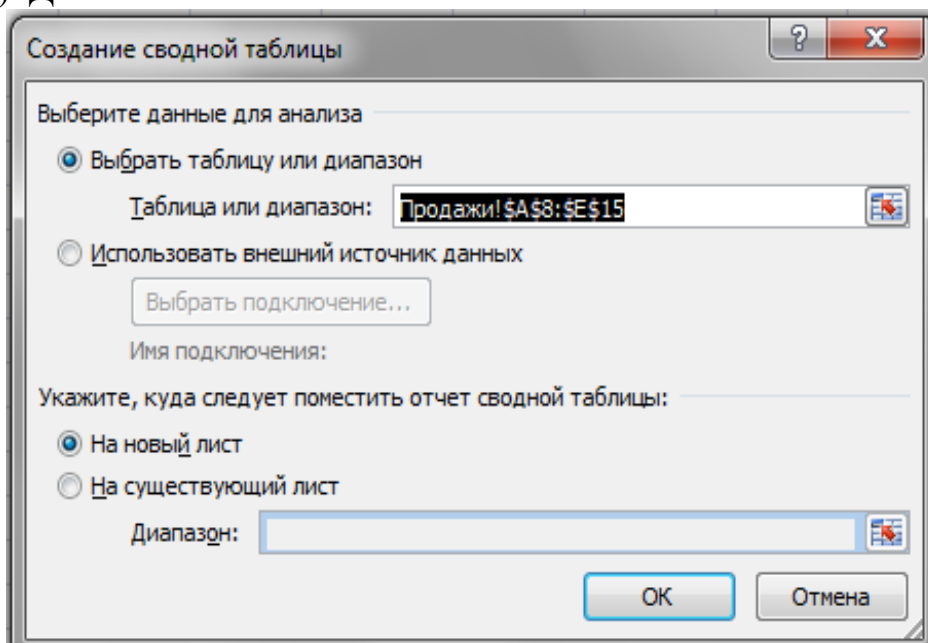 Создание сводной таблицы
Выберите данные для анализа
Выбрать таблицу или диапазон
Таблица или диапазон: Продажи!$A$8:$E$15
Использовать внешний источник данных
Выбрать подключение...
Имя подключения:
Укажите, куда следует поместить отчет сводной таблицы:
На новый лист
На существующий лист
Диапазон:
ОК Отмена